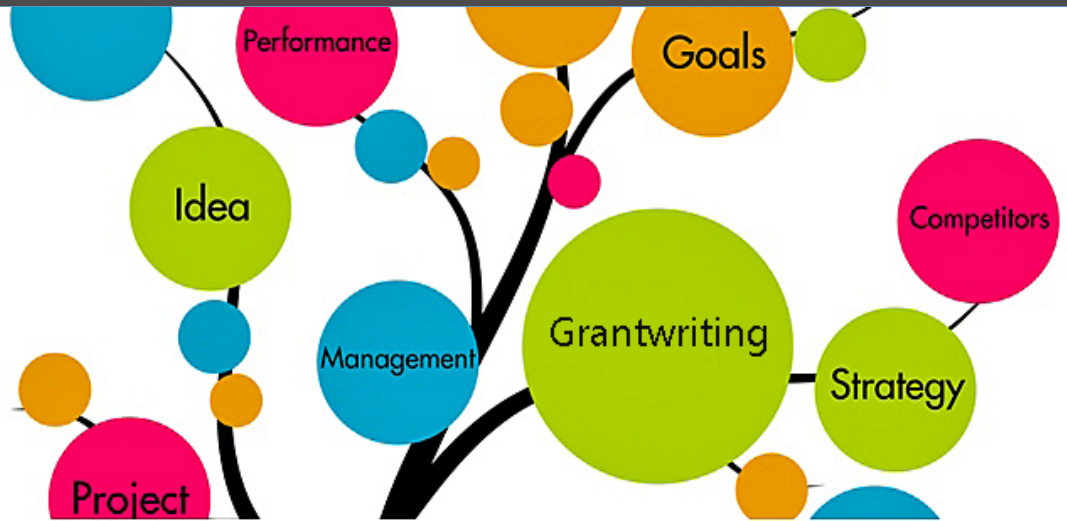 Performance
Goals
Idea
Competitors
Grantwriting
Management
Strategy
Project